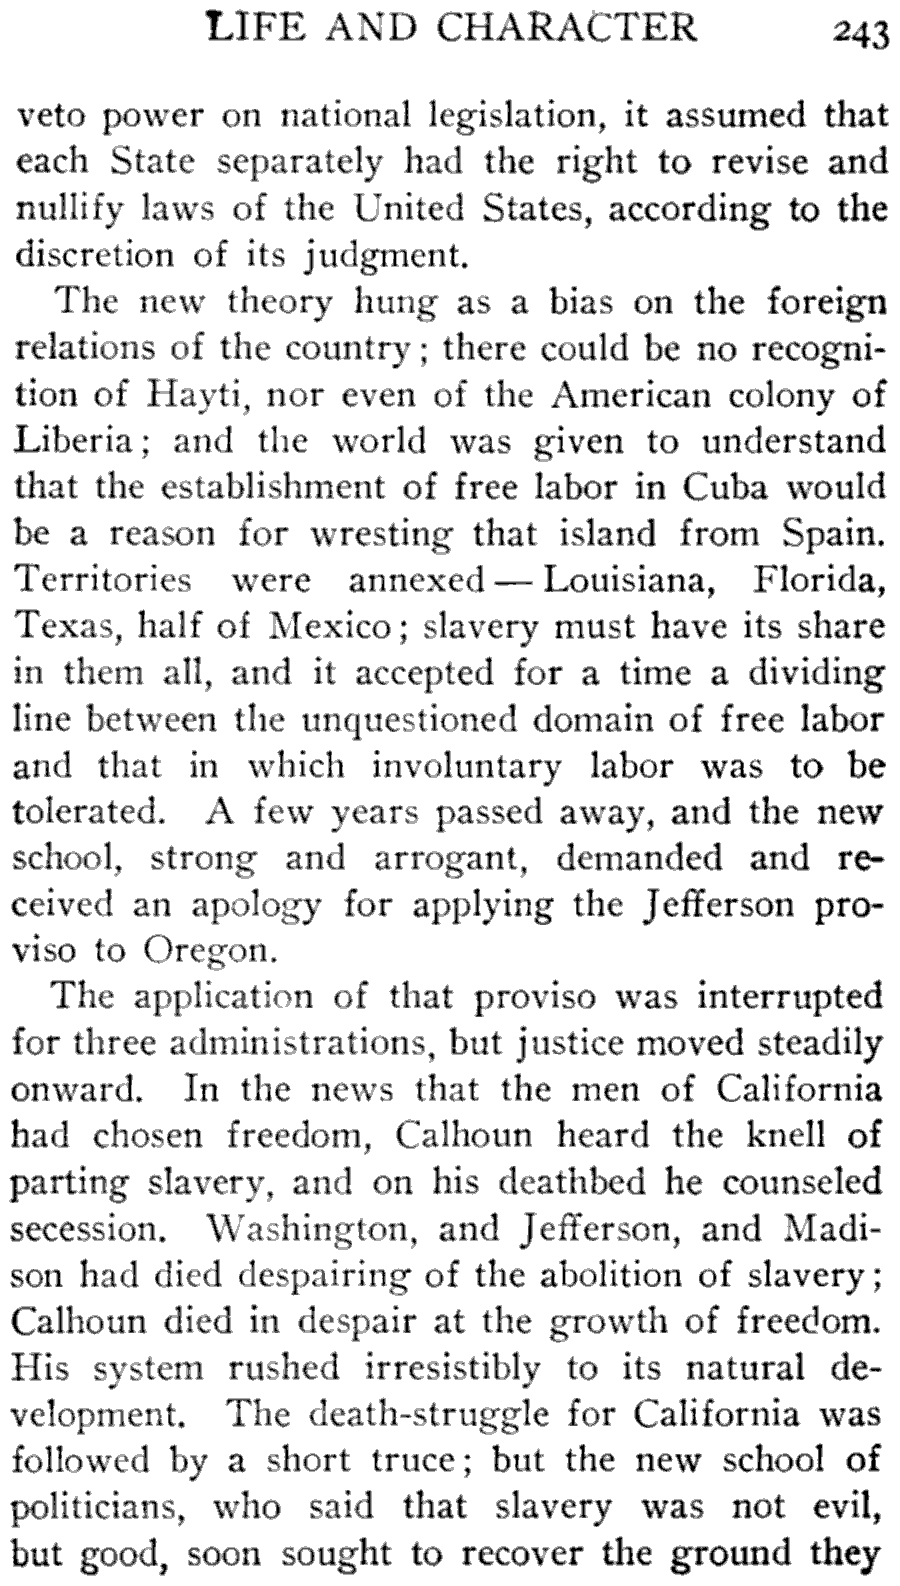 LIFE AND CHARACTER 243
veto power on national legislation, it assumed that
each State separately had the right to revise and
nullify laws of the United States, according to the
discretion of its judgment.
The new theory hung as a bias on the foreign
relations of the country; there could be no recogni-
tion of Hayti, nor even of the American colony of
Liberia; and the world was given to understand
that the establishment of free labor in Cuba would
be a reason for wresting that island from Spain.
Territories were annexed — Louisiana, Florida,
Texas, half of Mexico; slavery must have its share
in them all, and it accepted for a time a dividing
line between the unquestioned domain of free labor
and that in which involuntary labor was to be
tolerated. A few years passed away, and the new
school, strong and arrogant, demanded and re-
ceived an apology for applying the Jefferson pro-
viso to Oregon.
The application of that proviso was interrupted
for three administrations, but justice moved steadily
onward. In the news that the men of California
had chosen freedom, Calhoun heard the knell of
parting slavery, and on his deathbed he counseled
secession. Washington, and Jefferson, and Madi-
son had died despairing of the abolition of slavery;
Calhoun died in despair at the growth of freedom.
His system rushed irresistibly to its natural de-
velopment. The death-struggle for California was
followed by a short truce; but the new school of
politicians, who said that slavery was not evil,
but good, soon sought to recover the ground they